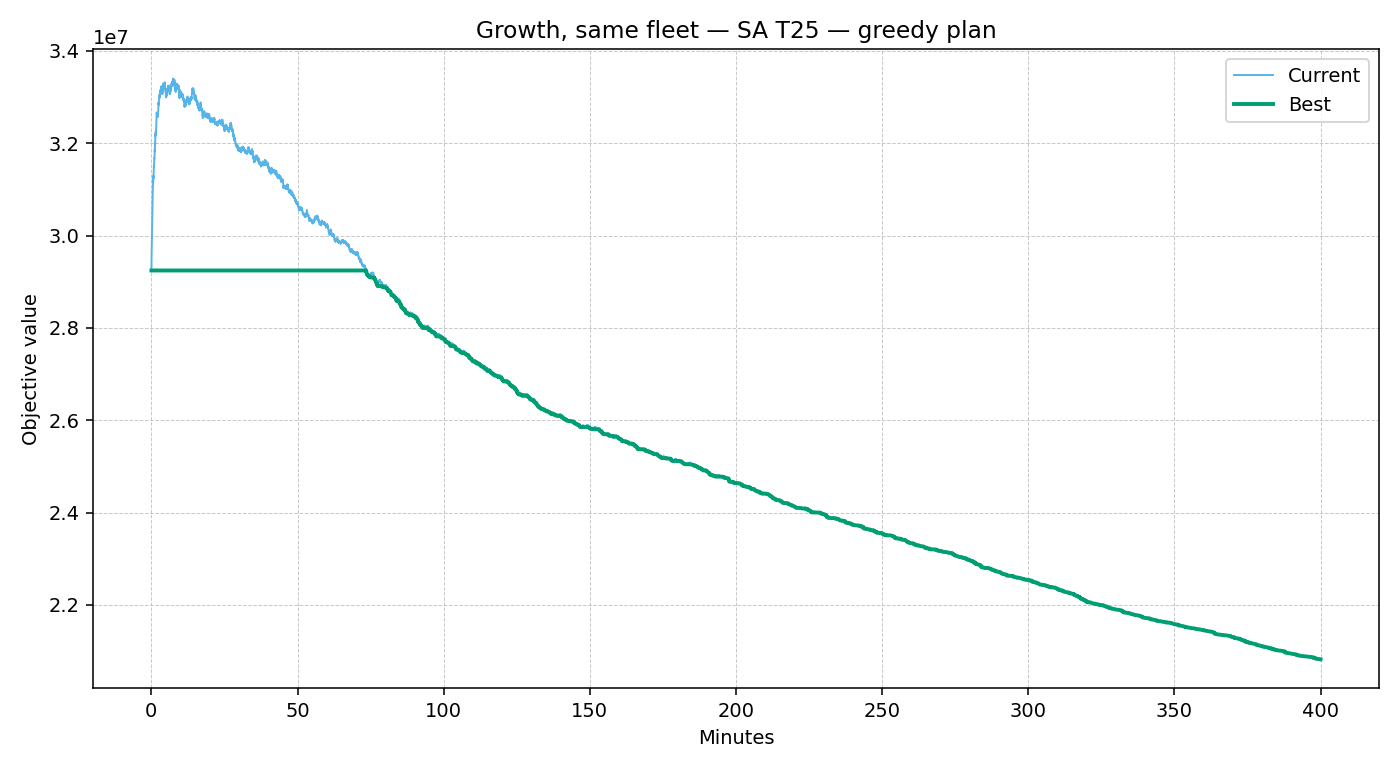 Growth, same fleet — SA T25 — greedy plan
1e7
3.4
3.2
3.0
2.8
2.6
2.4
2.2
Objective value
Current
Best
0 50 100 150 200 250 300 350 400
Minutes